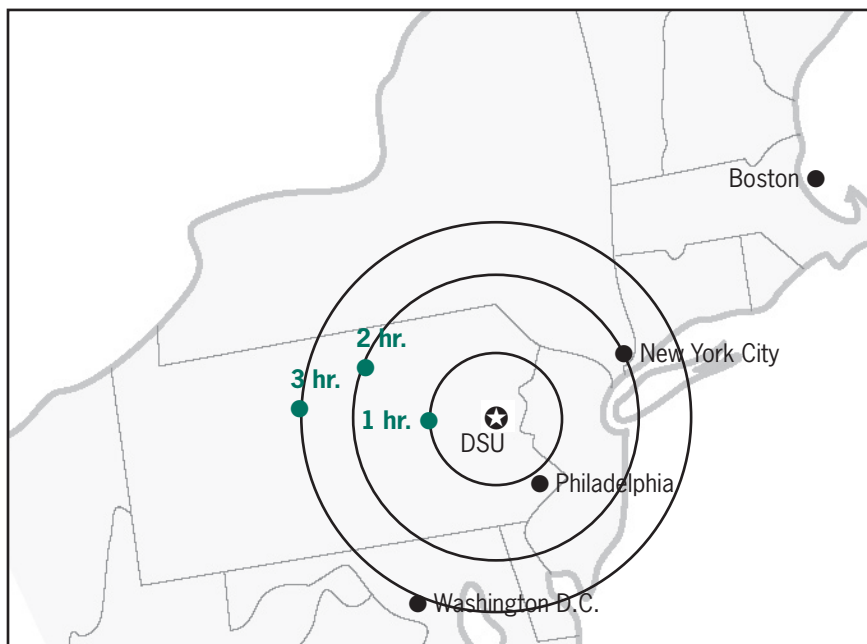 Boston
2 hr.
New York City
3 hr.
1 hr.
DSU
Philadelphia
Washington D.C.